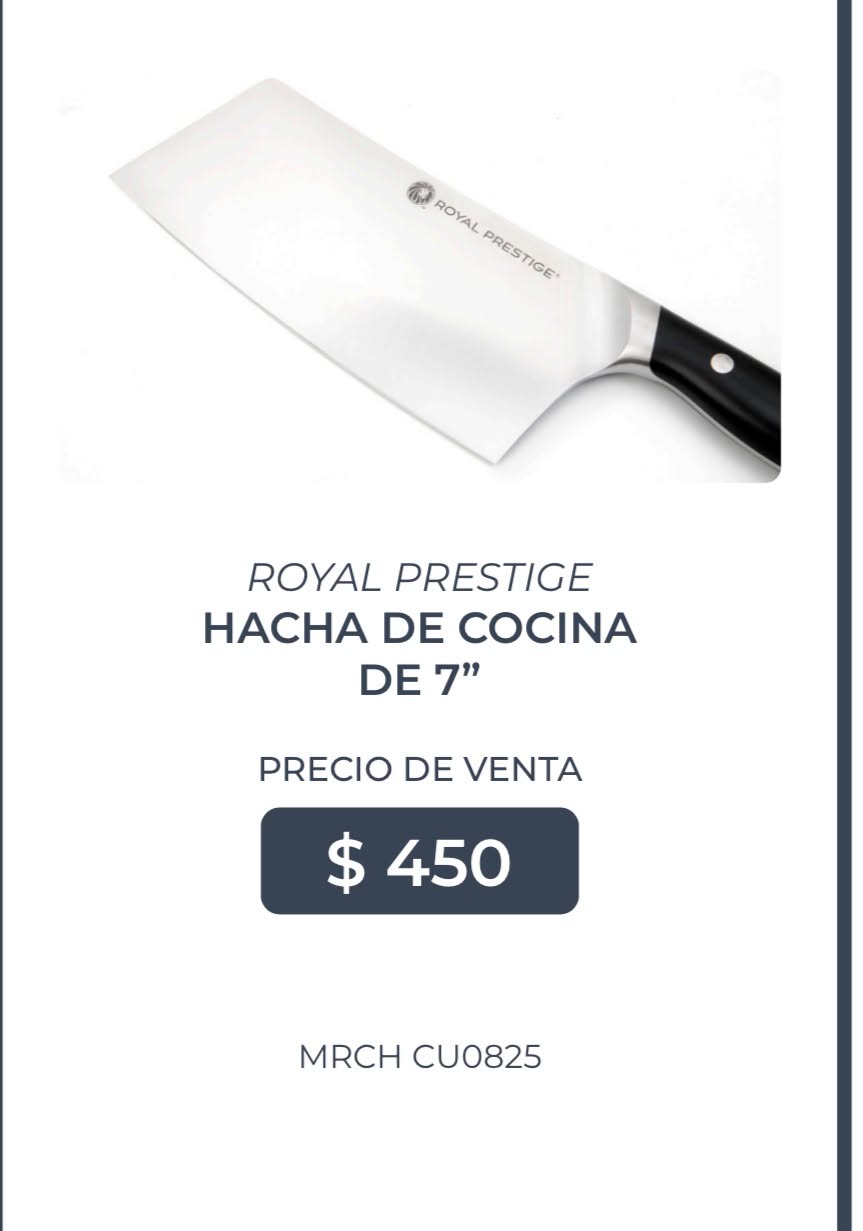 ROYAL PRESTIGE®
ROYAL PRESTIGE
HACHA DE COCINA
DE 7”
PRECIO DE VENTA
$ 450
MRCH CU0825